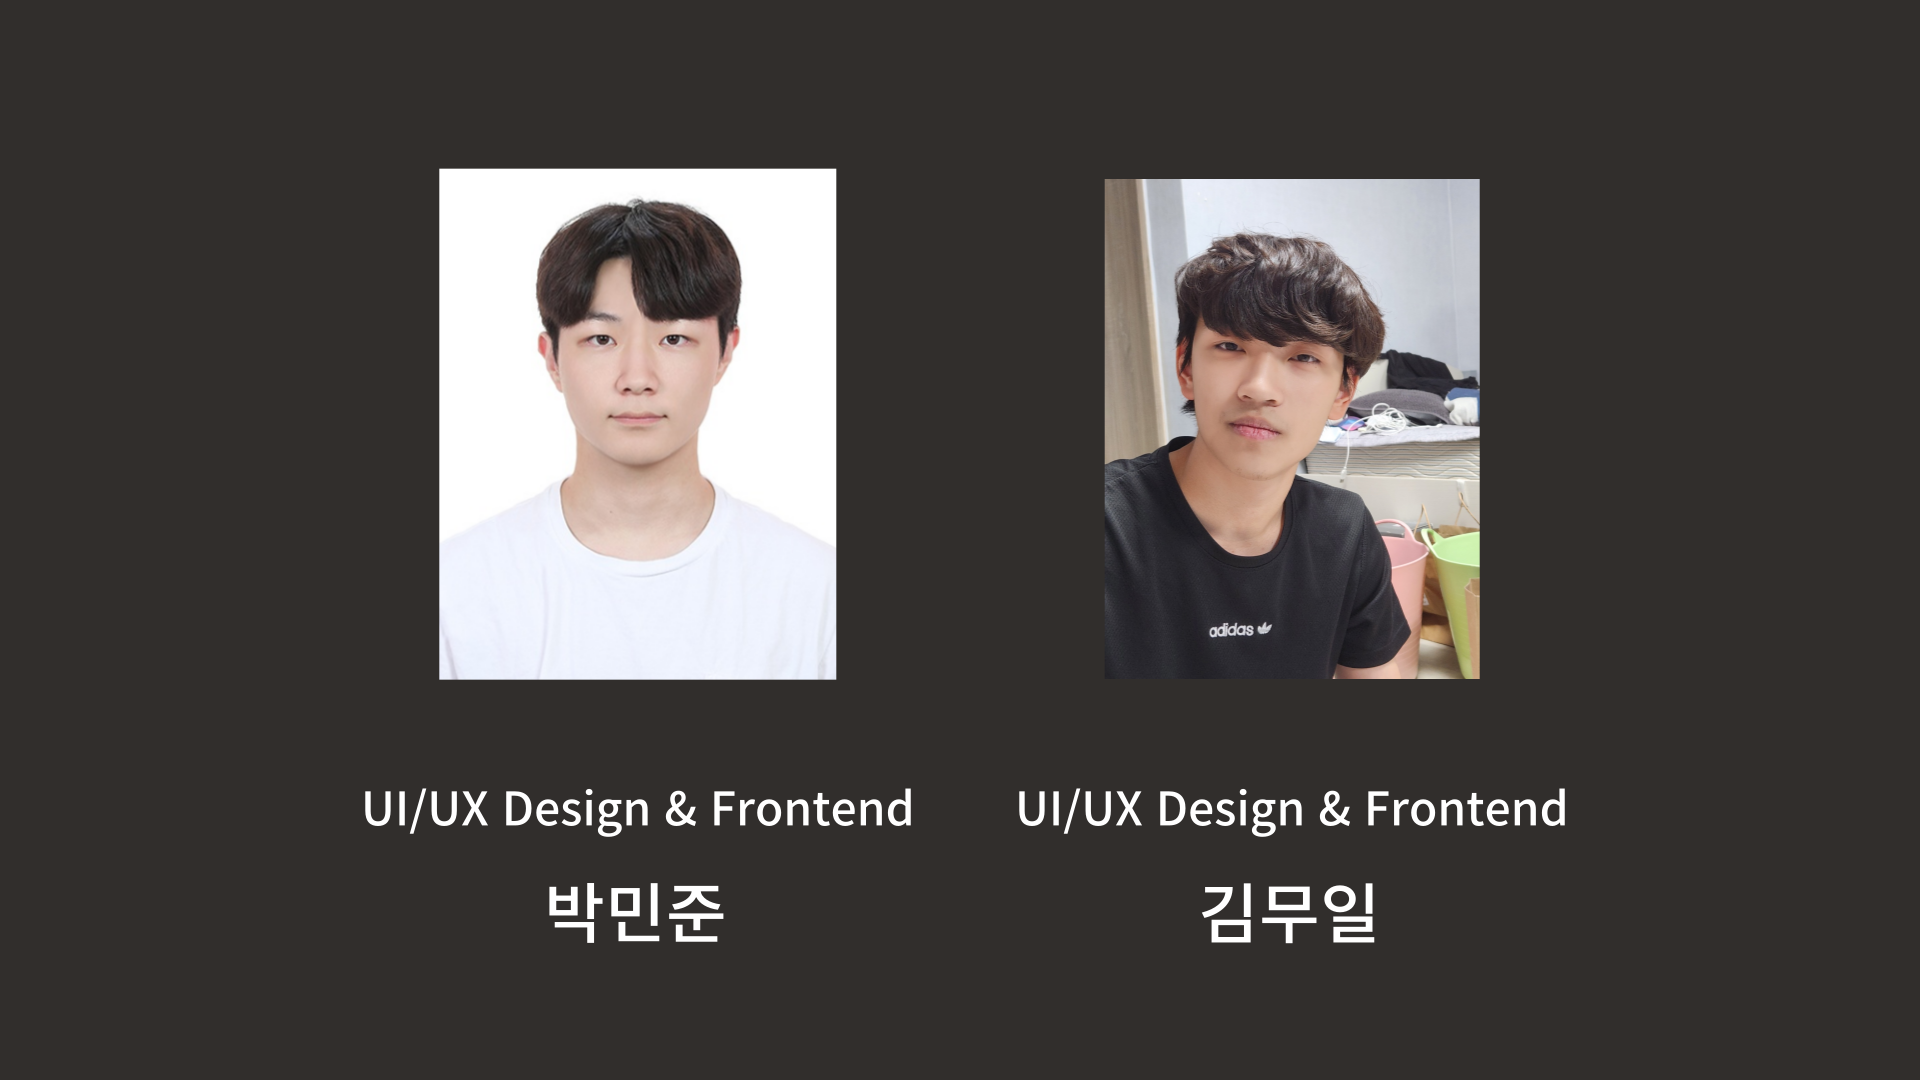 adidas
UI/UX Design & Frontend
박민준
UI/UX Design & Frontend
김무일